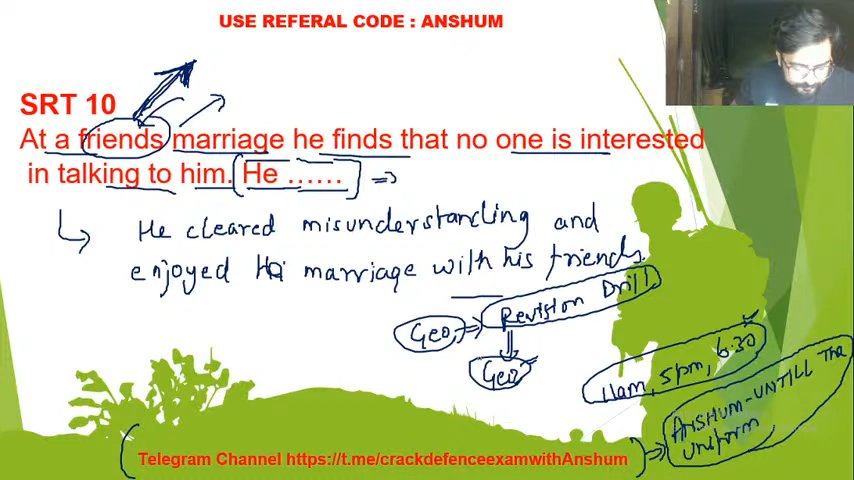 USE REFERAL CODE : ANSHUM
SRT 10
At a friends marriage he finds that no one is interested
in talking to him. He ......
He cleared misunderstanding and
enjoyed marriage with his friends.
Geo Revision Drill
Geo
11am, 5pm, 6:30
ANSHUM-UNTILL The
uniform
Telegram Channel https://t.me/crackdefenceexamwithAnshum